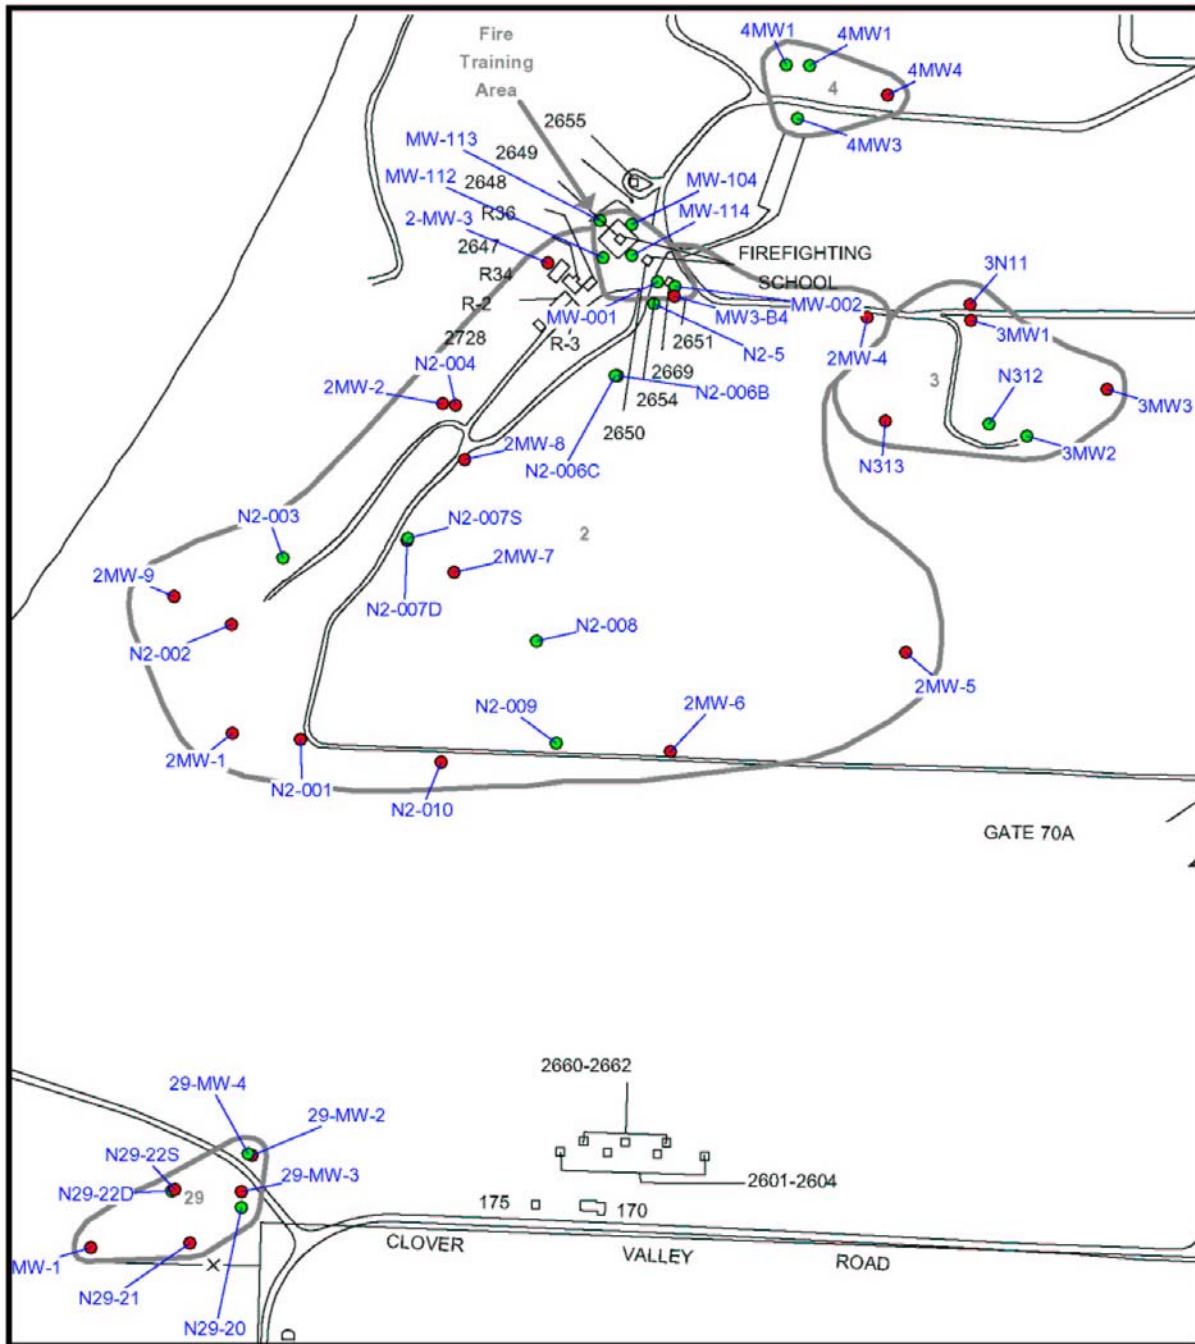 Fire
Training
Area
4MW1
4MW1
4
4MW4
4MW3
2655
MW-113
2649
MW-112
2648
MW-104
R36
MW-114
2-MW-3
2647
FIREFIGHTING
SCHOOL
R34
3N11
R-2
MW-001
MW-002
MW3-B4
3MW1
2728
R-3
2651
N2-5
2MW-4
2669
3
N2-004
2MW-2
2654
N2-006B
N312
3MW3
2650
2MW-8
N2-006C
N313
3MW2
N2-003
N2-007S
2
2MW-9
2MW-7
N2-007D
N2-008
N2-002
2MW-5
N2-009
2MW-6
2MW-1
N2-001
N2-010
GATE 70A
2660-2662
29-MW-4
29-MW-2
N29-22S
29-MW-3
N29-22D
29
2601-2604
175
170
CLOVER VALLEY ROAD
MW-1
N29-21
N29-20
D